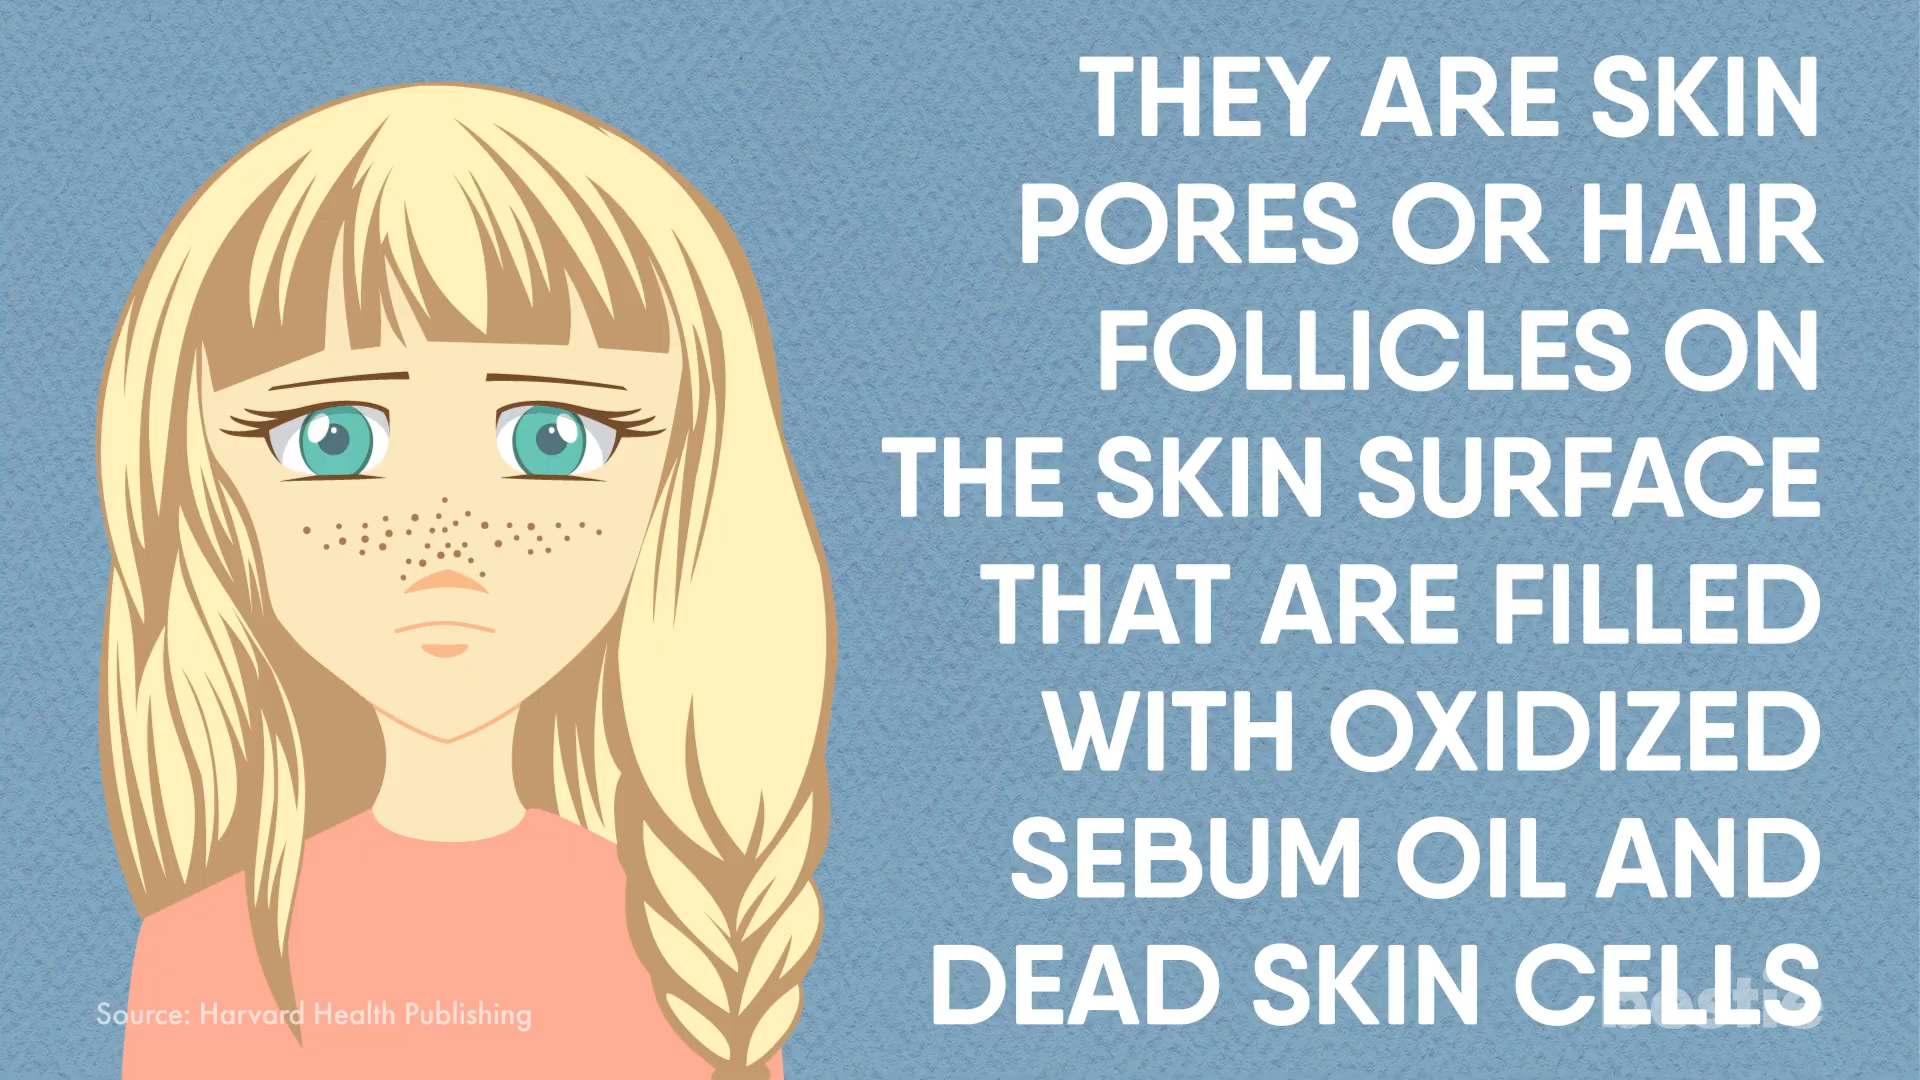 THEY ARE SKIN
PORES OR HAIR
FOLLICLES ON
THE SKIN SURFACE
THAT ARE FILLED
WITH OXIDIZED
SEBUM OIL AND
DEAD SKIN CELLS
bestie
Source: Harvard Health Publishing